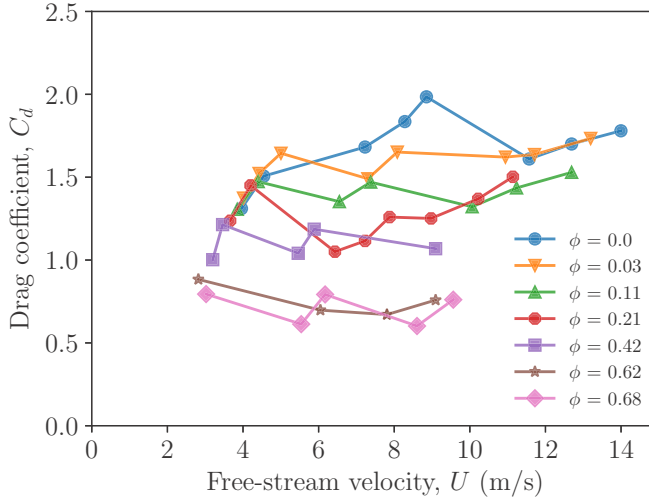 Drag coefficient, C_d
2.5
2.0
1.5
1.0
0.5
0.0
0
2
4
6
8
10
12
14
Free-stream velocity, U (m/s)
ϕ = 0.0
ϕ = 0.03
ϕ = 0.11
ϕ = 0.21
ϕ = 0.42
ϕ = 0.62
ϕ = 0.68